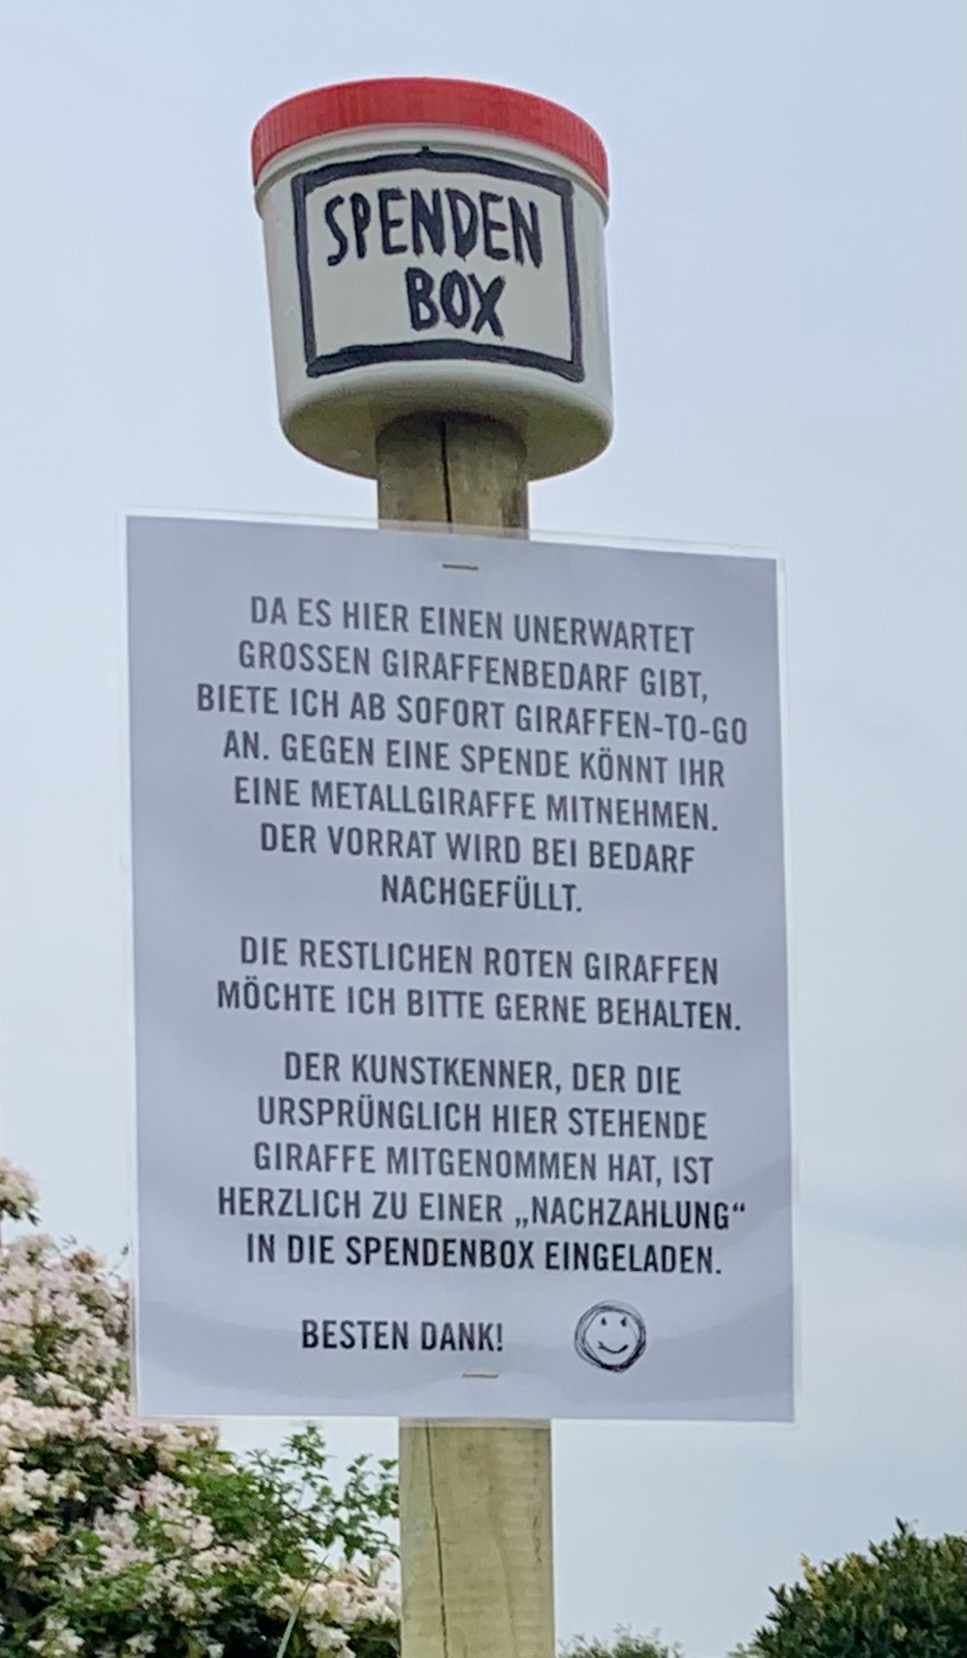 SPENDEN
BOX
DA ES HIER EINEN UNERWARTET
GROSSEN GIRAFFENBEDARF GIBT,
BIETE ICH AB SOFORT GIRAFFEN-TO-GO
AN. GEGEN EINE SPENDE KÖNNT IHR
EINE METALLGIRAFFE MITNEHMEN.
DER VORRAT WIRD BEI BEDARF
NACHGEFÜLLT.
DIE RESTLICHEN ROTEN GIRAFFEN
MÖCHTE ICH BITTE GERNE BEHALTEN.
DER KUNSTKENNER, DER DIE
URSPRÜNGLICH HIER STEHENDE
GIRAFFE MITGENOMMEN HAT, IST
HERZLICH ZU EINER „NACHZAHLUNG“
IN DIE SPENDENBOX EINGELADEN.
BESTEN DANK!